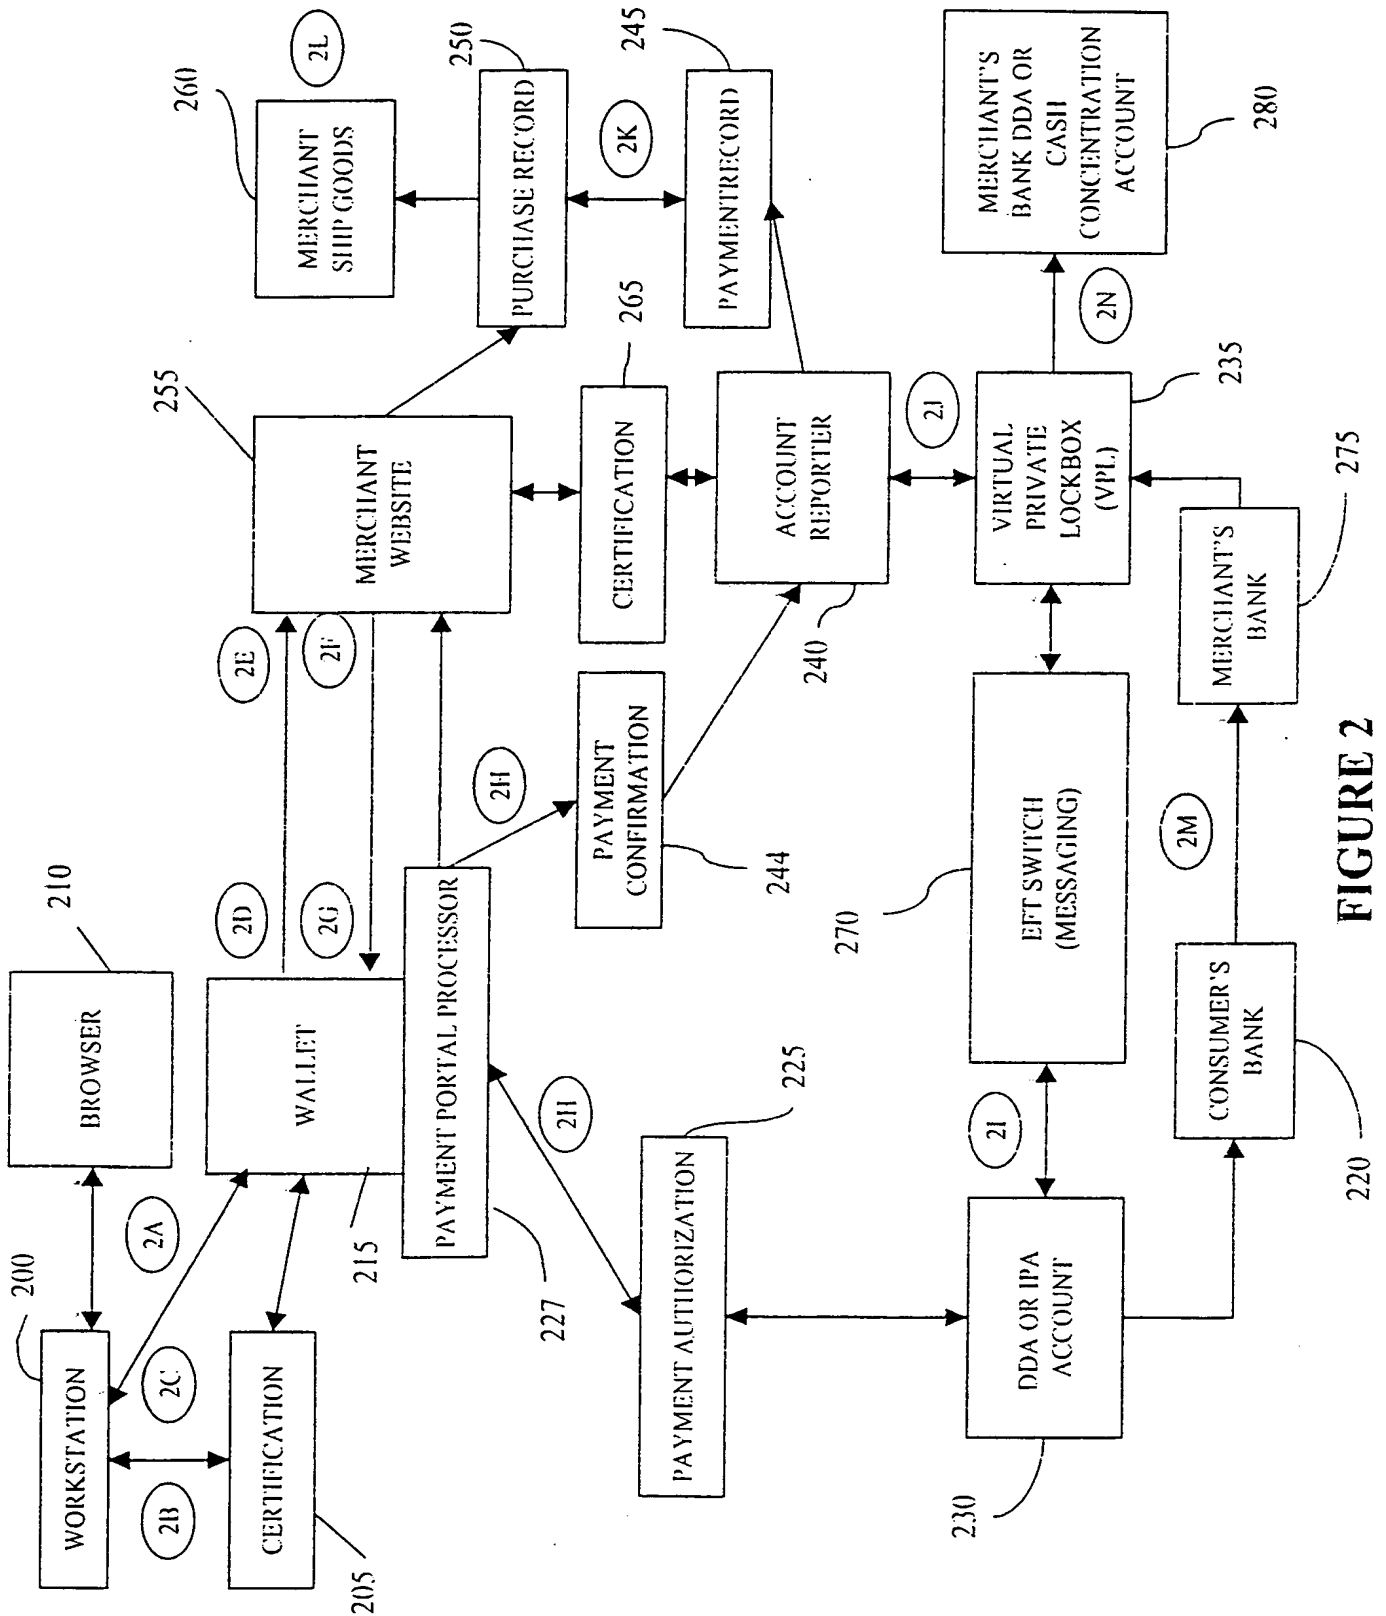 200
WORKSTATION
BROWSER
210
2A
2B
2C
CERTIFICATION
205
WALLET
215
PAYMENT PORTAL PROCESSOR
227
2D
2E
2G
2F
MERCHANT
WEBSITE
255
MERCHANT
SHIP GOODS
260
2L
PURCHASE RECORD
250
2K
PAYMENTRECORD
245
2H
PAYMENT
CONFIRMATION
244
CERTIFICATION
265
2H
PAYMENT AUTHORIZATION
225
ACCOUNT
REPORTER
240
2J
DDA OR IPA
ACCOUNT
230
2I
EFT SWITCH
(MESSAGING)
270
VIRTUAL
PRIVATE
LOCKBOX
(VPL)
235
2N
MERCHANT'S
BANK DDA OR
CASH
CONCENTRATION
ACCOUNT
280
CONSUMER'S
BANK
220
2M
MERCHANT'S
BANK
275
FIGURE 2